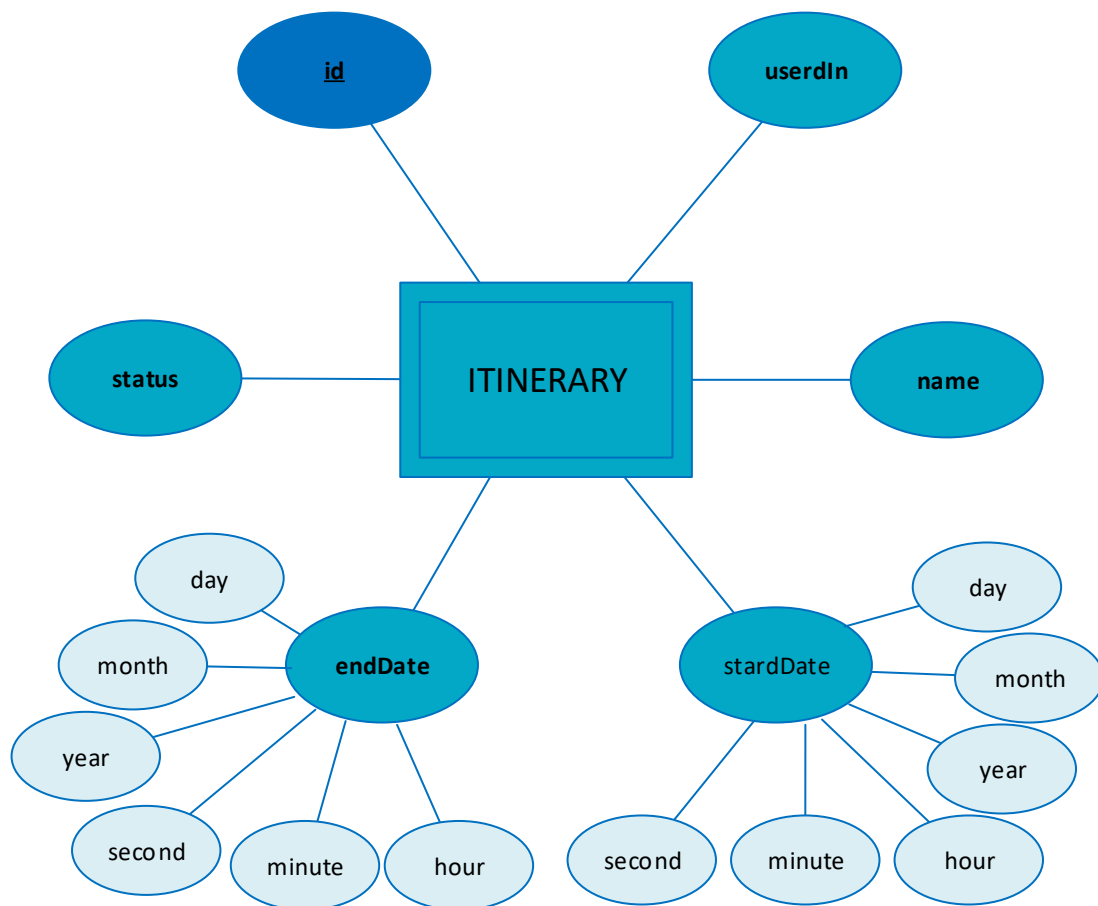 id
userdIn
status
ITINERARY
name
day
month
year
second
minute
hour
endDate
stardDate
day
month
year
second
minute
hour